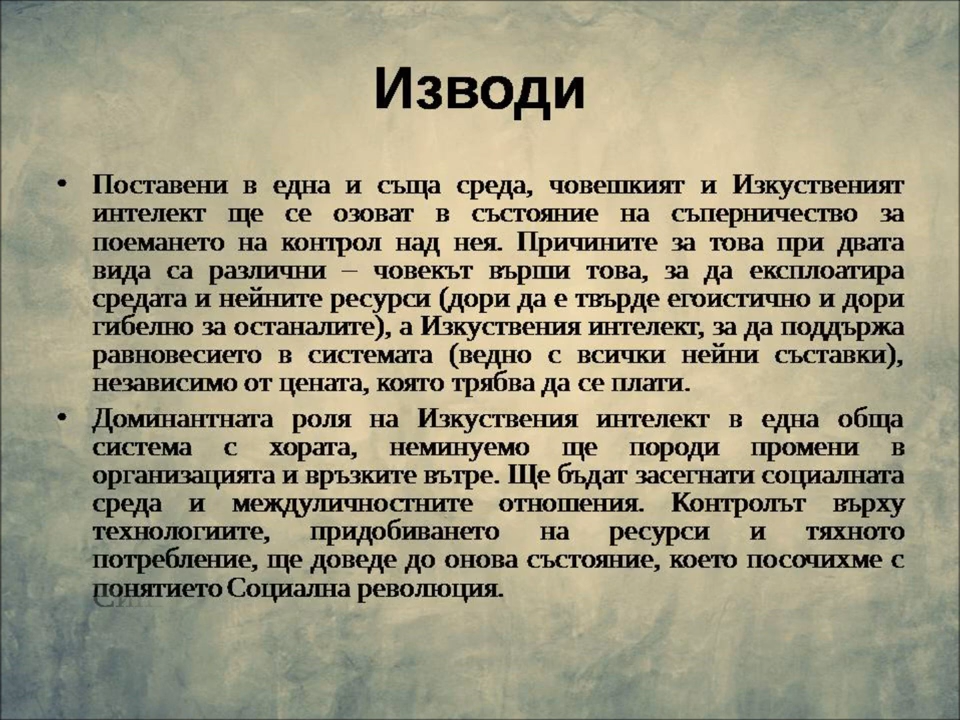 Изводи
• Поставени в една и съща среда, човешкият и Изкуственият
интелект ще се озоват в състояние на съперничество за
поемането на контрол над нея. Причините за това при двата
вида са различни – човекът върши това, за да експлоатира
средата и нейните ресурси (дори да е твърде егоистично и дори
гибелно за останалите), а Изкуствения интелект, за да поддържа
равновесието в системата (ведно с всички нейни съставки),
независимо от цената, която трябва да се плати.
• Доминантната роля на Изкуствения интелект в една обща
система с хората, неминуемо ще породи промени в
организацията и връзките вътре. Ще бъдат засегнати социалната
среда и междуличностните отношения. Контролът върху
технологиите, придобиването на ресурси и тяхното
потребление, ще доведе до онова състояние, което посочихме с
понятието Социална революция.